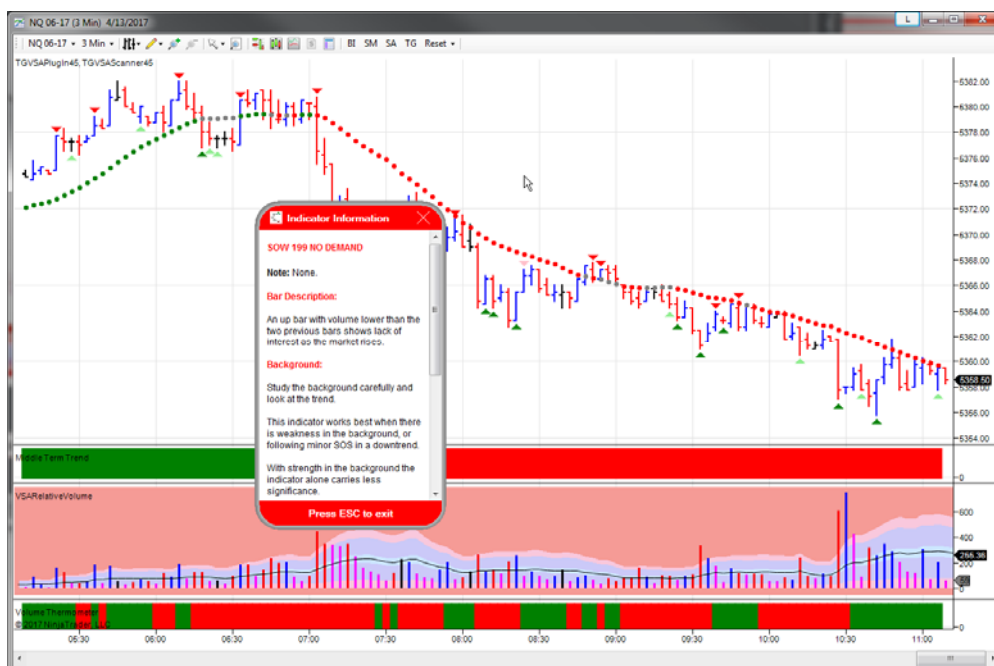 NQ 06-17 (3 Min) 4/13/2017
L
NQ 06-17 3 Min BI SM SA TG Reset
TGVSAPlugIn45, TGVSAScanner45
5382.00
5380.00
5378.00
5376.00
5374.00
5372.00
5370.00
5368.00
5366.00
5364.00
5362.00
5360.00
5358.50
5358.00
5356.00
5354.00
Indicator Information
SOW 199 NO DEMAND
Note: None.
Bar Description:
An up bar with volume lower than the
two previous bars shows lack of
interest as the market rises.
Background:
Study the background carefully and
look at the trend.
This indicator works best when there
is weakness in the background, or
following minor SOS in a downtrend.
With strength in the background the
indicator alone carries less
significance.
Press ESC to exit
Middle Term Trend
0
VSARelativeVolume
600
400
200
0
Volume Thermometer
© 2017 NinjaTrader, LLC
0
05:30 06:00 06:30 07:00 07:30 08:00 08:30 09:00 09:30 10:00 10:30 11:00